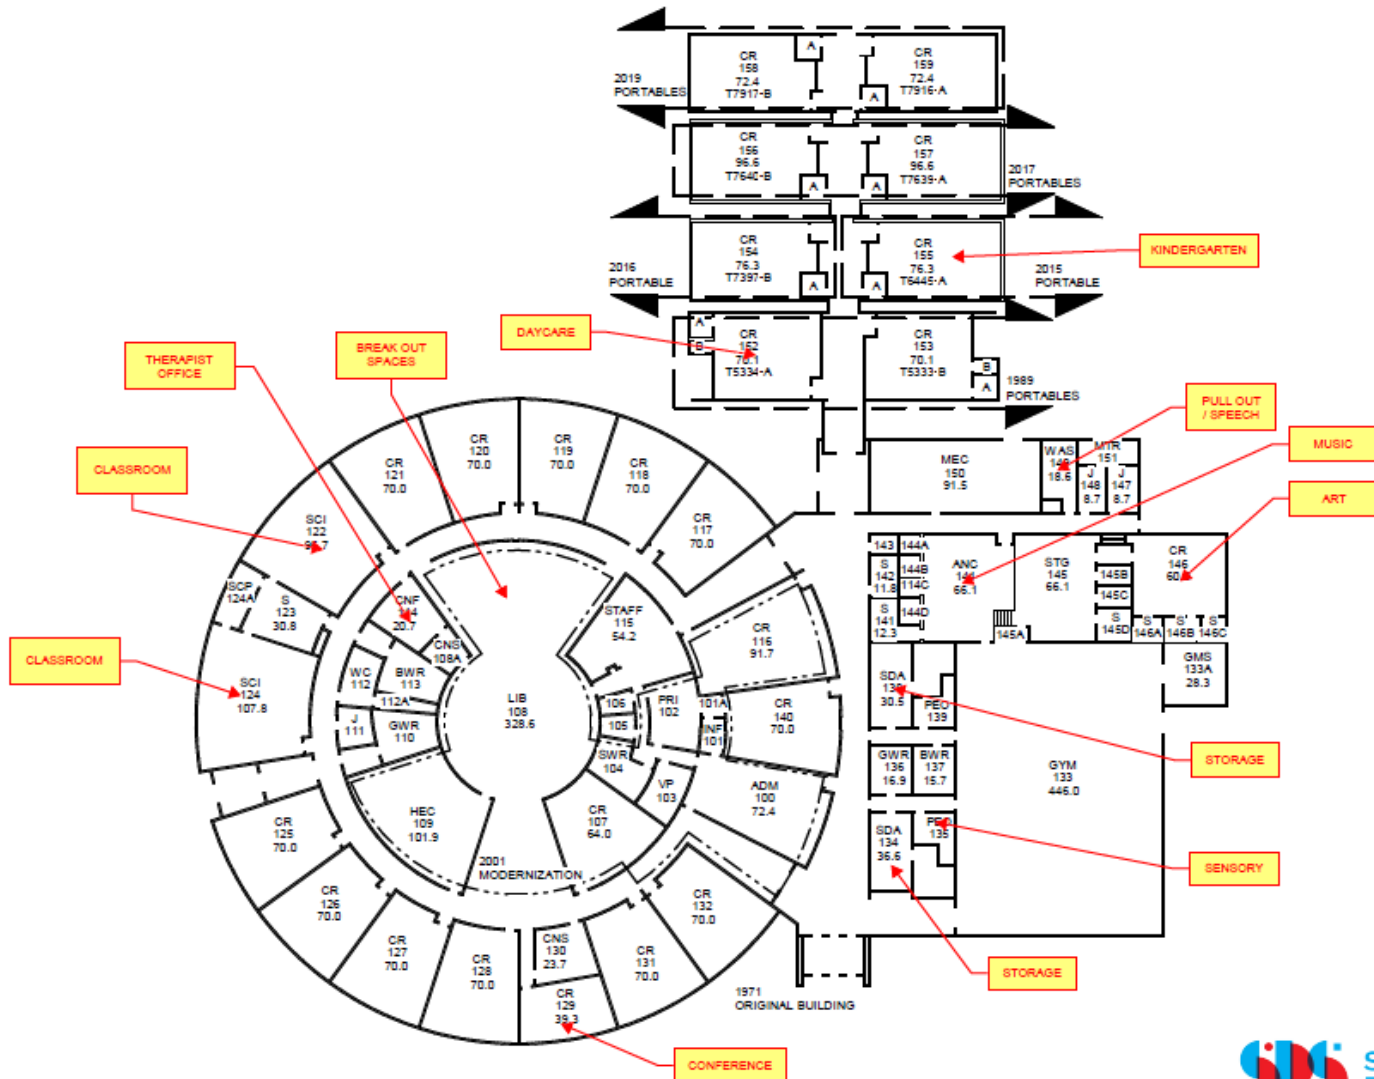 A
CR
158
72.4
T7917-B
CR
159
72.4
T7916-A
A
2019
PORTABLES
CR
156
96.6
T7640-B
A
CR
157
96.6
T7639-A
A
2017
PORTABLES
CR
154
76.3
T7397-B
A
CR
155
76.3
T6445-A
A
KINDERGARTEN
2016
PORTABLE
2015
PORTABLE
DAYCARE
A
B
CR
152
70.1
T5334-A
CR
153
70.1
T5333-B
B
A
1989
PORTABLES
THERAPIST
OFFICE
BREAK OUT
SPACES
PULL OUT
/ SPEECH
MUSIC
CLASSROOM
ART
CR
121
70.0
CR
120
70.0
CR
119
70.0
CR
118
70.0
CR
117
70.0
MEC
150
91.5
WAS
18.6
MTR
151
J
148
8.7
J
147
8.7
SCI
122
SCP
124A
S
123
30.8
CNF
20.7
CNS
108A
STAFF
115
54.2
CR
116
91.7
143
144A
S
142
11.8
144B
114C
S
141
12.3
144D
ANC
66.1
STG
145
66.1
145A
145B
145C
S
145D
CR
146
S
146A
S
146B
S
146C
GMS
133A
28.3
CLASSROOM
SCI
124
107.8
WC
112
BWR
113
112A
J
111
GWR
110
LIB
108
328.6
106
105
PRI
102
101A
INF
101
SWR
104
VP
103
CR
140
70.0
ADM
100
72.4
SDA
30.5
PEO
139
GWR
136
16.9
BWR
137
15.7
GYM
133
446.0
STORAGE
CR
125
70.0
HEC
109
101.9
CR
107
64.0
2001
MODERNIZATION
SDA
134
36.6
PEO
135
SENSORY
CR
126
70.0
CR
127
70.0
CR
128
70.0
CNS
130
23.7
CR
129
39.3
CR
131
70.0
CR
132
70.0
1971
ORIGINAL BUILDING
STORAGE
CONFERENCE